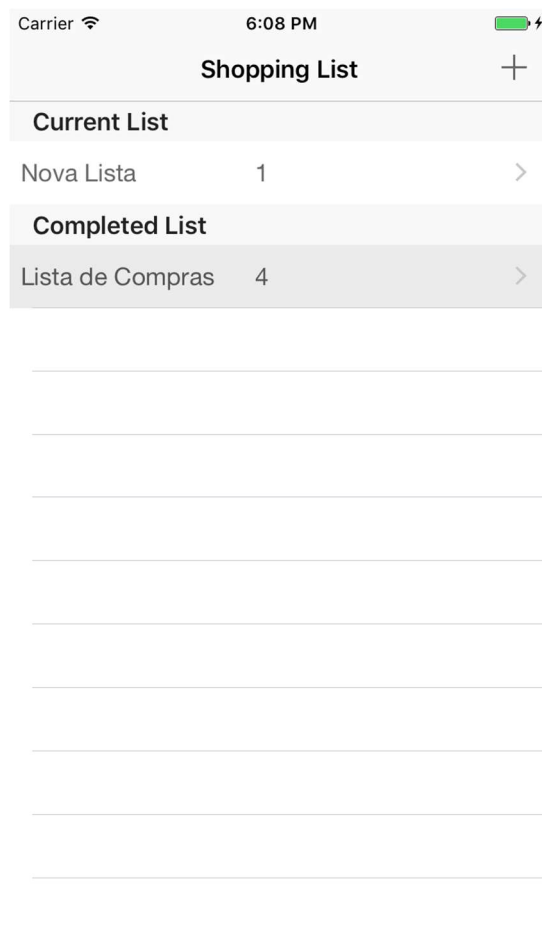 Carrier 6:08 PM
Shopping List
Current List
Nova Lista 1
Completed List
Lista de Compras 4